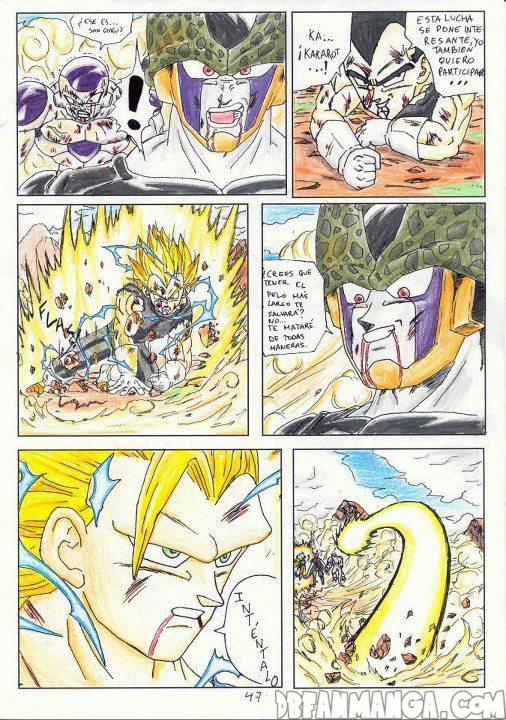 ¿ESE ES...
SON GOKU?
!
KA...
¡KAKAROT
...!
ESTA LUCHA
SE PONE INTE-
RESANTE, YO
TAMBIEN
QUIERO
PARTICIPAR
...
¿CREES QUE
TENER EL
PELO MÁS
LARGO TE
SALVARÁ?
NO...
TE MATARÉ
DE TODAS
MANERAS.
INTÉNTALO
47
DBFANMANGA.COM